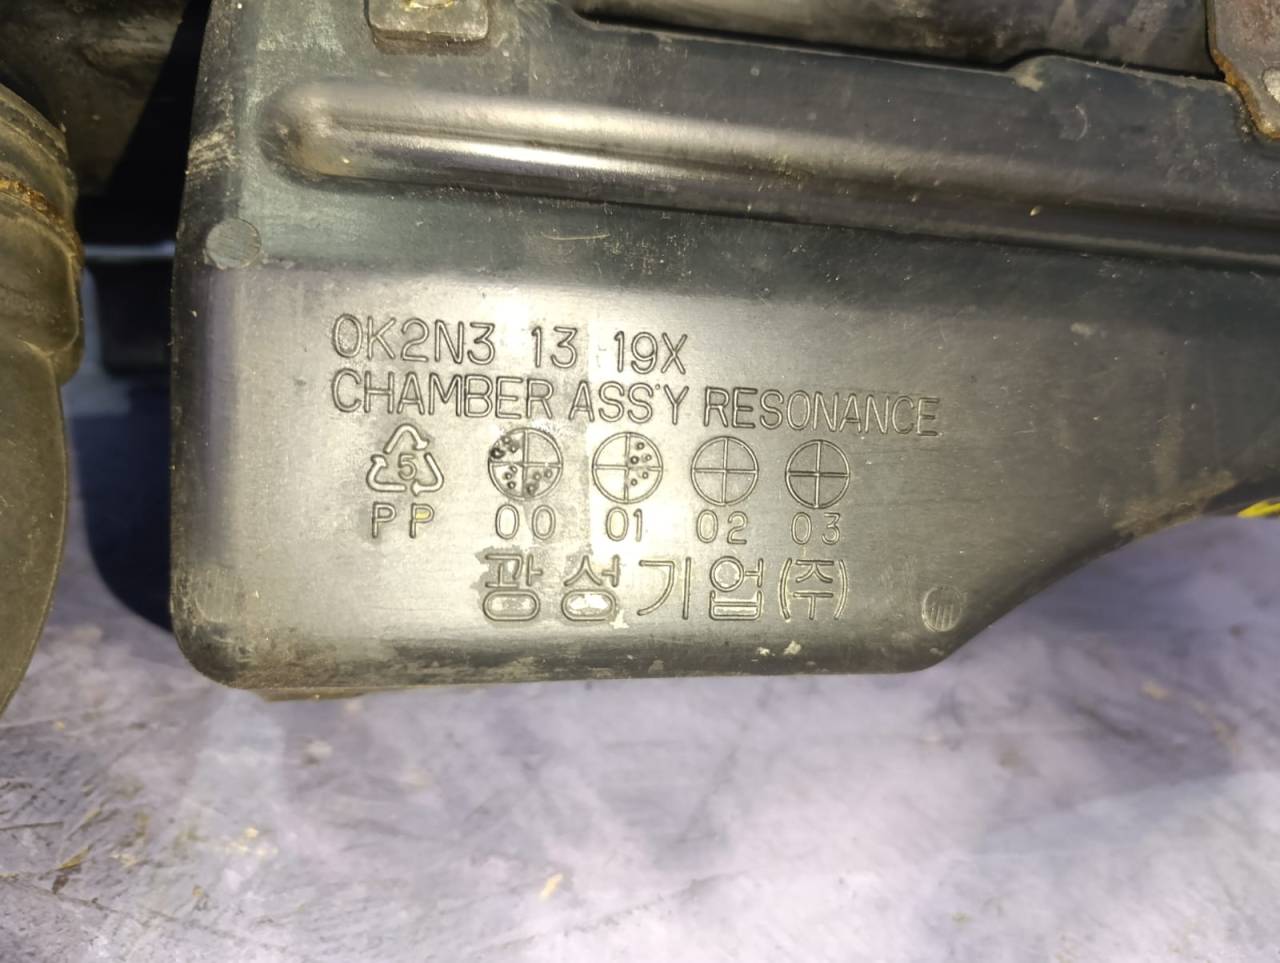 0K2N3 13 19X
CHAMBER ASS'Y RESONANCE
5
PP 00 01 02 03
광성기업(주)